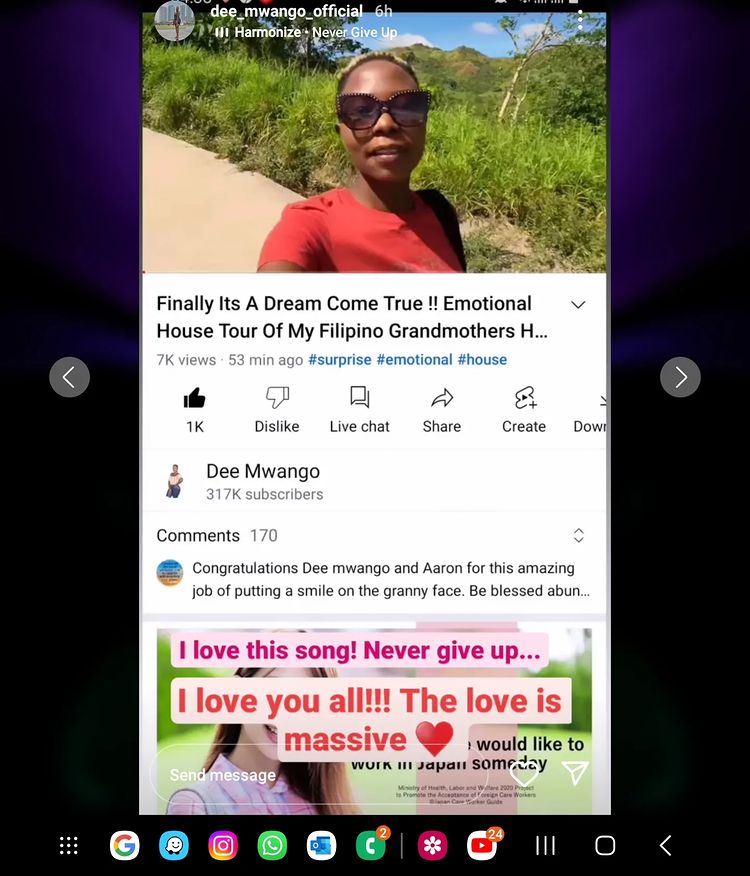 dee_mwango_official 6h
Harmonize · Never Give Up
Finally Its A Dream Come True !! Emotional
House Tour Of My Filipino Grandmothers H...
7K views · 53 min ago #surprise #emotional #house
1K
Dislike
Live chat
Share
Create
Down
Dee Mwango
317K subscribers
Comments 170
Congratulations Dee mwango and Aaron for this amazing
job of putting a smile on the granny face. Be blessed abun...
I love this song! Never give up...
I love you all!!! The love is
massive ❤️
would like to
work in Japan someday
Send message
Ministry of Health, Labor and Welfare 2020 Project
to Promote the Acceptance of Foreign Care Workers
©Japan Care Worker Guide
2
24